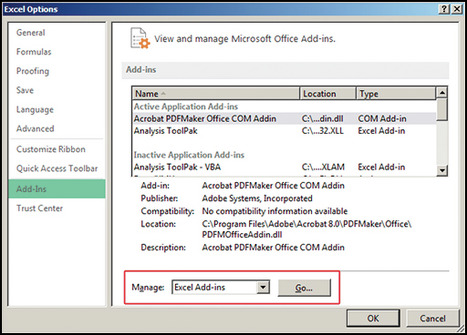 Excel Options
General
Formulas
Proofing
Save
Language
Advanced
Customize Ribbon
Quick Access Toolbar
Add-Ins
Trust Center
View and manage Microsoft Office Add-ins.
Add-ins
Name Location Type
Active Application Add-ins
Acrobat PDFMaker Office COM Addin C:\...din.dll COM Add-in
Analysis ToolPak C:\...32.XLL Excel Add-in
Inactive Application Add-ins
Analysis ToolPak - VBA C:\...XLAM Excel Add-in
Add-in: Acrobat PDFMaker Office COM Addin
Publisher: Adobe Systems, Incorporated
Compatibility: No compatibility information available
Location: C:\Program Files\Adobe\Acrobat 8.0\PDFMaker\Office\
PDFMOfficeAddin.dll
Description: Acrobat PDFMaker Office COM Addin
Manage: Excel Add-ins Go...
OK Cancel